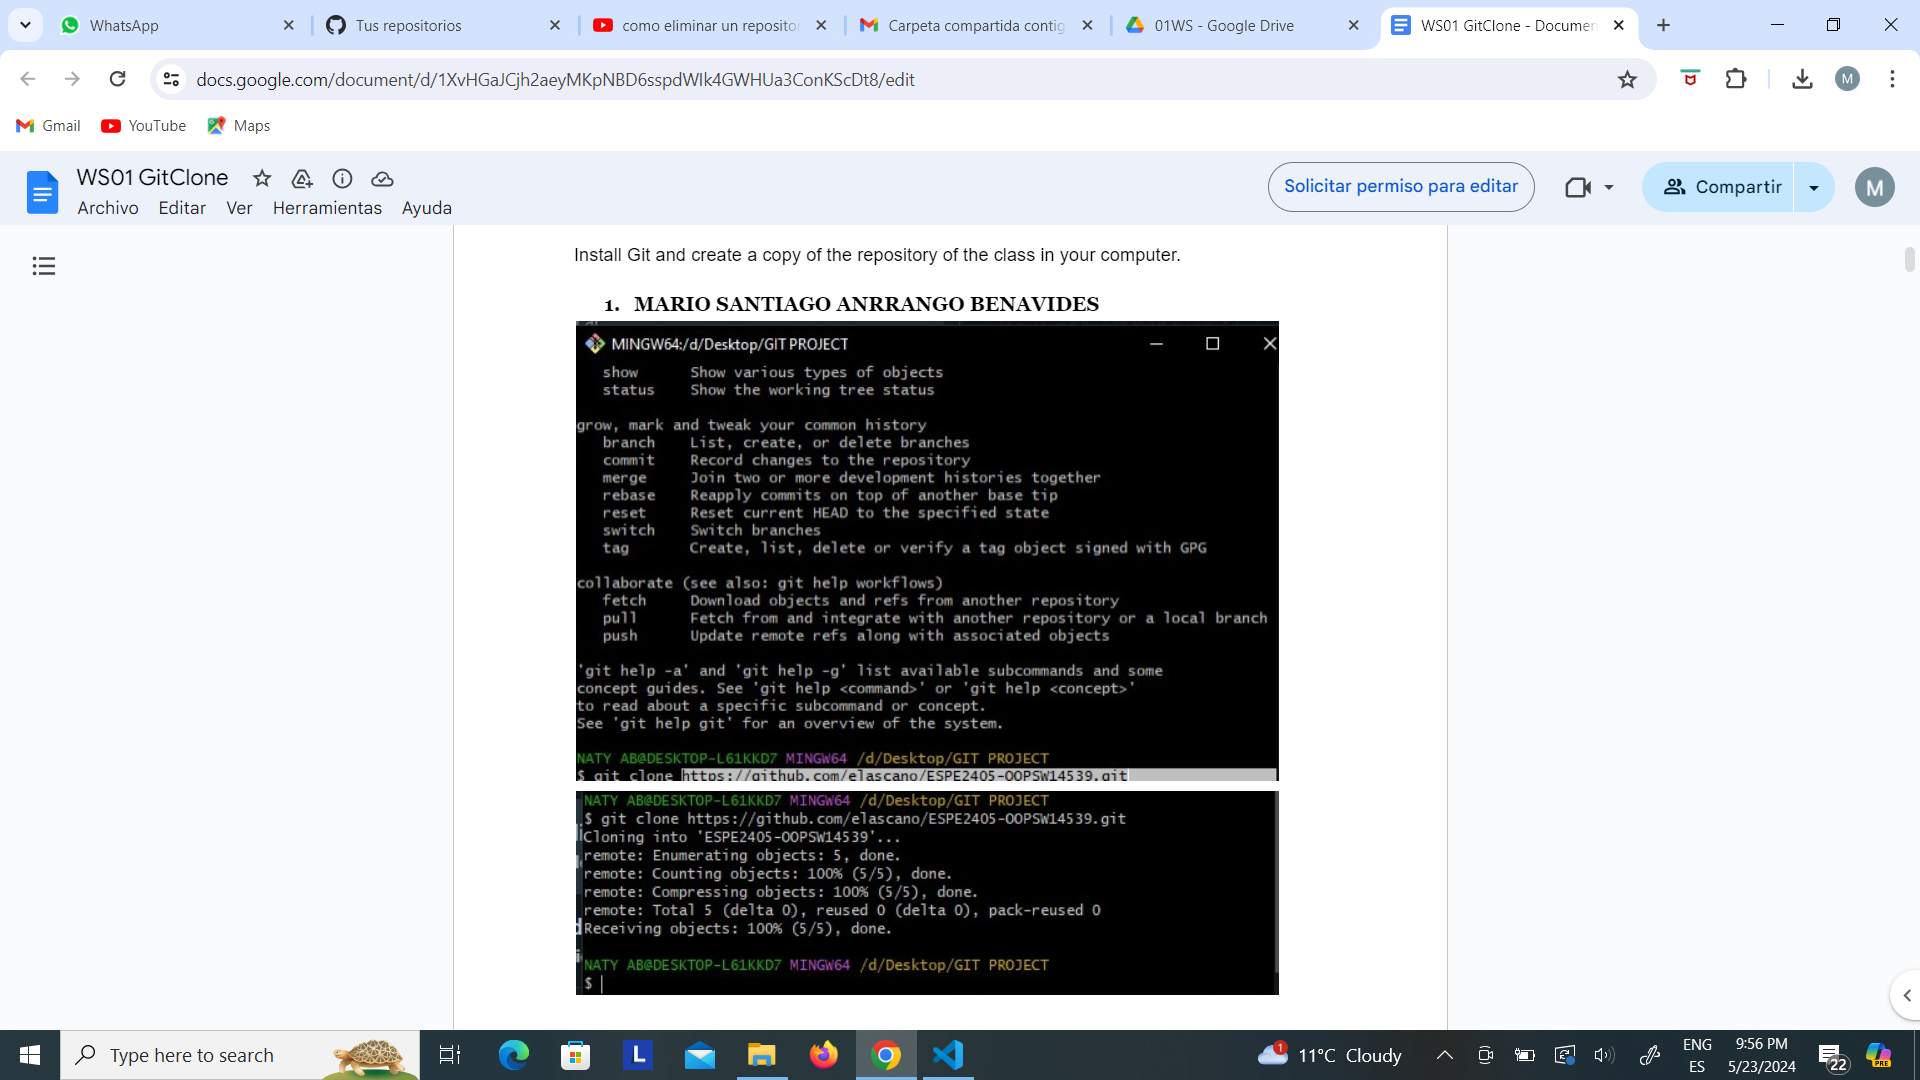 WhatsApp
Tus repositorios
como eliminar un repositor
Carpeta compartida contig
01WS - Google Drive
WS01 GitClone - Documen
docs.google.com/document/d/1XvHGaJCjh2aeyMKpNBD6sspdWIk4GWHUa3ConKScDt8/edit
M
Gmail
YouTube
Maps
WS01 GitClone
Archivo Editar Ver Herramientas Ayuda
Solicitar permiso para editar
Compartir
M
Install Git and create a copy of the repository of the class in your computer.
1. MARIO SANTIAGO ANRRANGO BENAVIDES
MINGW64:/d/Desktop/GIT PROJECT
show Show various types of objects
status Show the working tree status
grow, mark and tweak your common history
branch List, create, or delete branches
commit Record changes to the repository
merge Join two or more development histories together
rebase Reapply commits on top of another base tip
reset Reset current HEAD to the specified state
switch Switch branches
tag Create, list, delete or verify a tag object signed with GPG
collaborate (see also: git help workflows)
fetch Download objects and refs from another repository
pull Fetch from and integrate with another repository or a local branch
push Update remote refs along with associated objects
'git help -a' and 'git help -g' list available subcommands and some
concept guides. See 'git help <command>' or 'git help <concept>'
to read about a specific subcommand or concept.
See 'git help git' for an overview of the system.
NATY AB@DESKTOP-L61KKD7 MINGW64 /d/Desktop/GIT PROJECT
$ git clone https://github.com/elascano/ESPE2405-OOPSW14539.git
NATY AB@DESKTOP-L61KKD7 MINGW64 /d/Desktop/GIT PROJECT
$ git clone https://github.com/elascano/ESPE2405-OOPSW14539.git
Cloning into 'ESPE2405-OOPSW14539'...
remote: Enumerating objects: 5, done.
remote: Counting objects: 100% (5/5), done.
remote: Compressing objects: 100% (5/5), done.
remote: Total 5 (delta 0), reused 0 (delta 0), pack-reused 0
Receiving objects: 100% (5/5), done.
NATY AB@DESKTOP-L61KKD7 MINGW64 /d/Desktop/GIT PROJECT
$
Type here to search
L
1
11°C Cloudy
ENG
ES
9:56 PM
5/23/2024
22
PRE